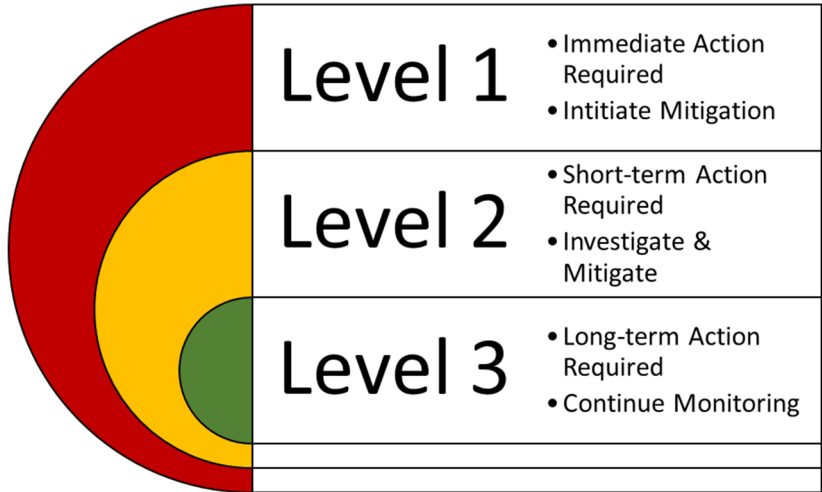 Level 1
• Immediate Action
Required
• Intitiate Mitigation
Level 2
• Short-term Action
Required
• Investigate &
Mitigate
Level 3
• Long-term Action
Required
• Continue Monitoring